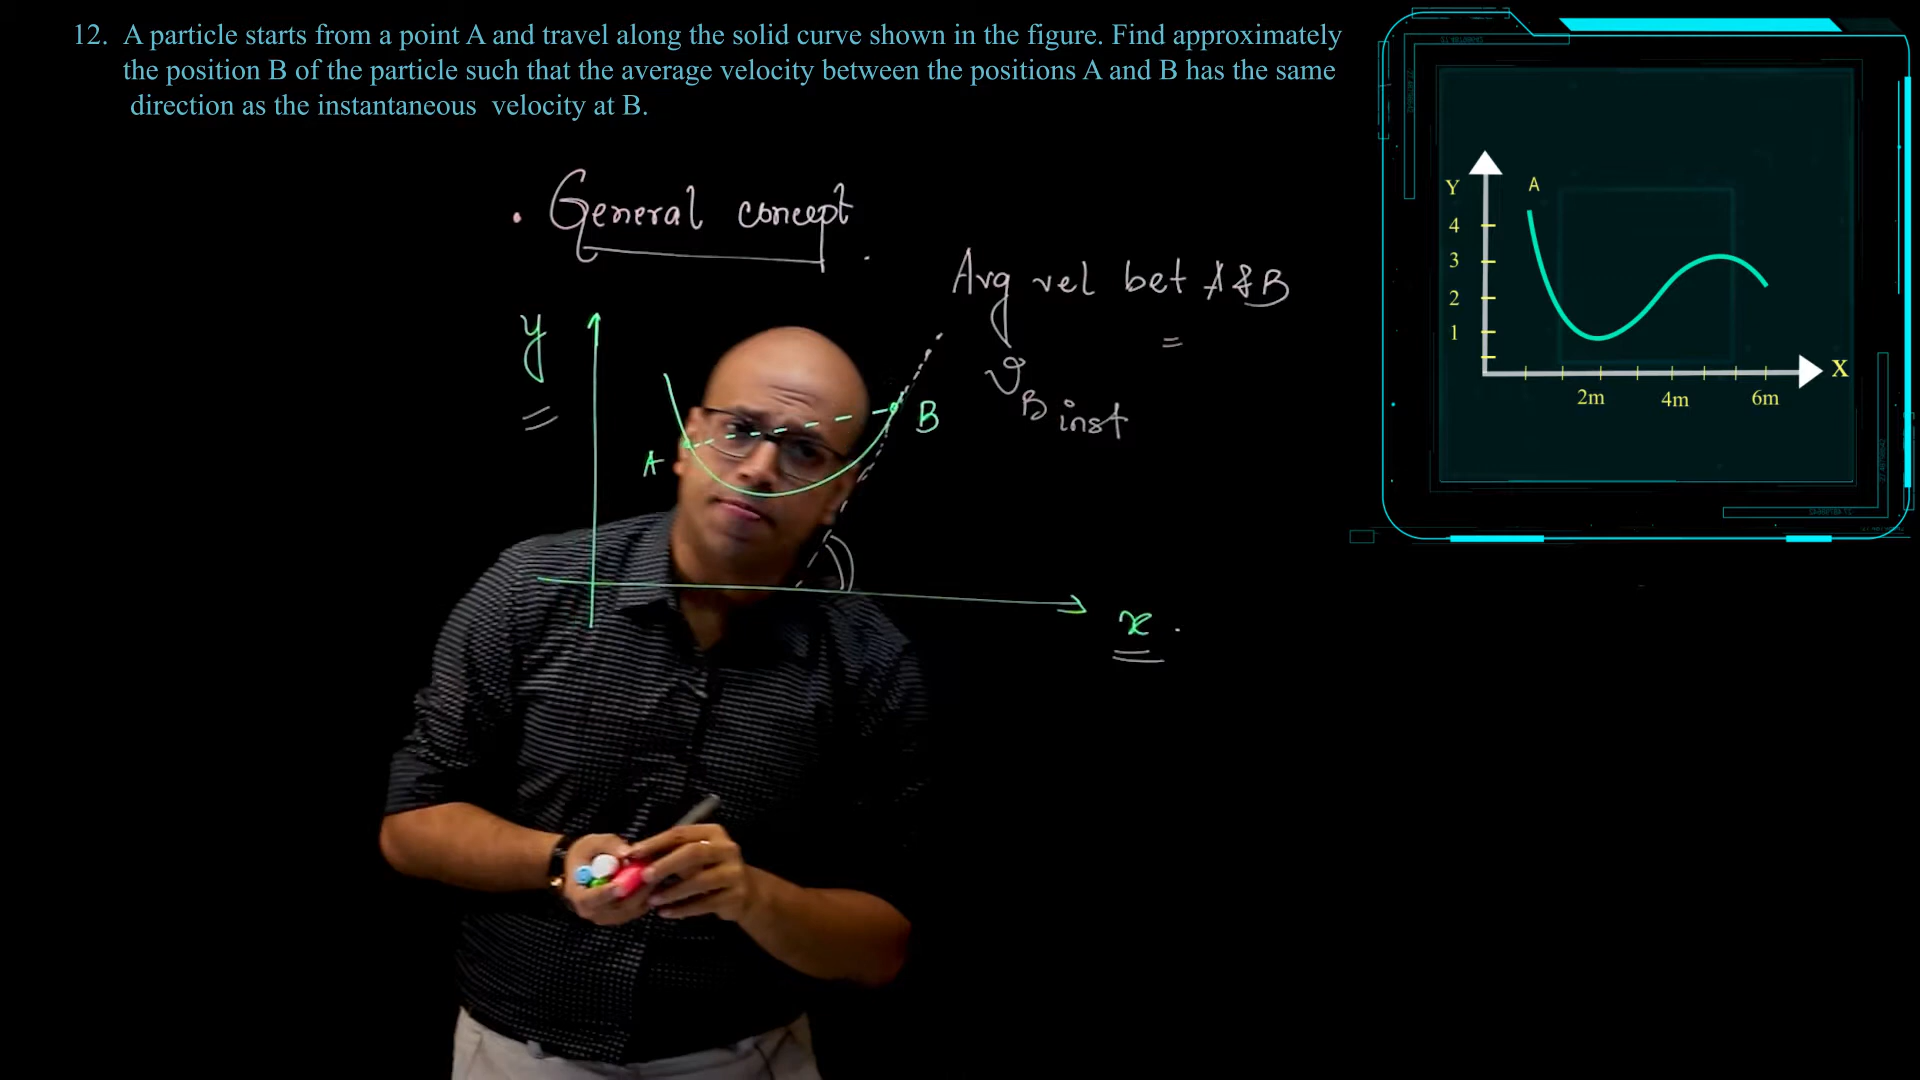 12. A particle starts from a point A and travel along the solid curve shown in the figure. Find approximately
the position B of the particle such that the average velocity between the positions A and B has the same
direction as the instantaneous velocity at B.
. General concept .
Avg vel bet A & B
=
ϑ B inst
y
A
B
x .
Y
A
4
3
2
1
X
2m
4m
6m